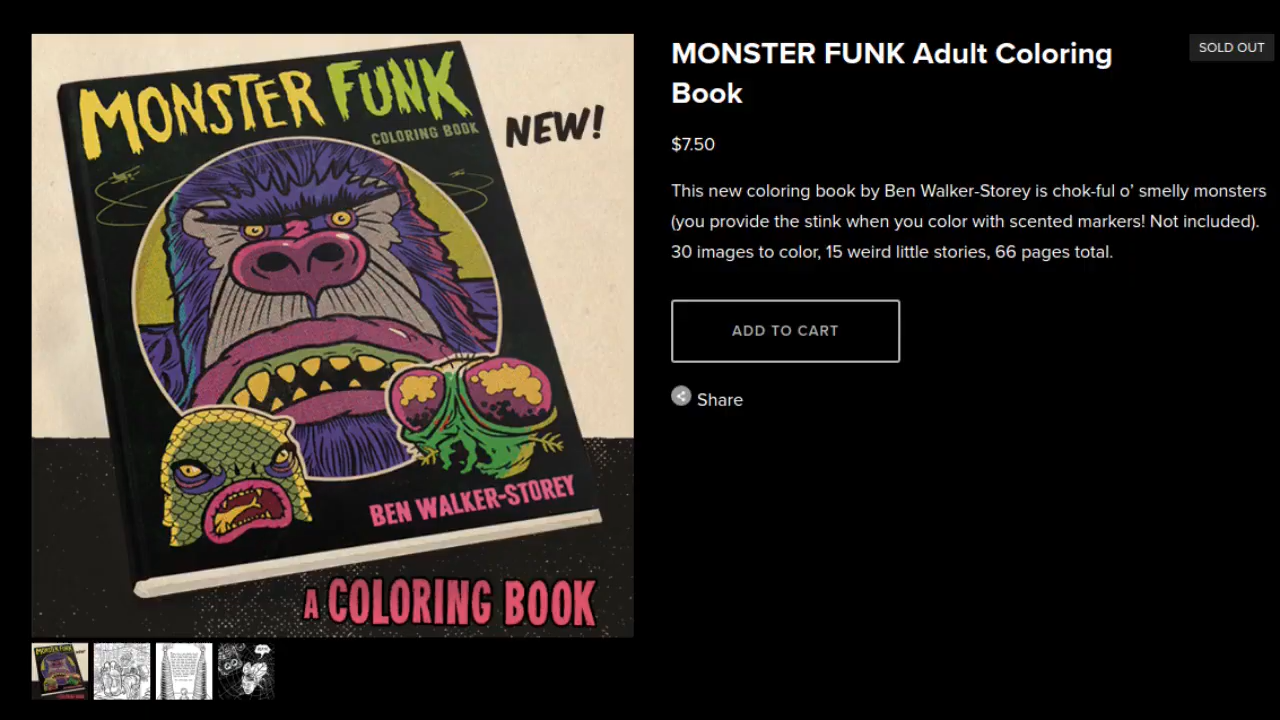 MONSTER FUNK
COLORING BOOK
NEW!
BEN WALKER-STOREY
A COLORING BOOK
MONSTER FUNK Adult Coloring
Book
SOLD OUT
$7.50
This new coloring book by Ben Walker-Storey is chok-ful o’ smelly monsters
(you provide the stink when you color with scented markers! Not included).
30 images to color, 15 weird little stories, 66 pages total.
ADD TO CART
Share
MONSTER FUNK